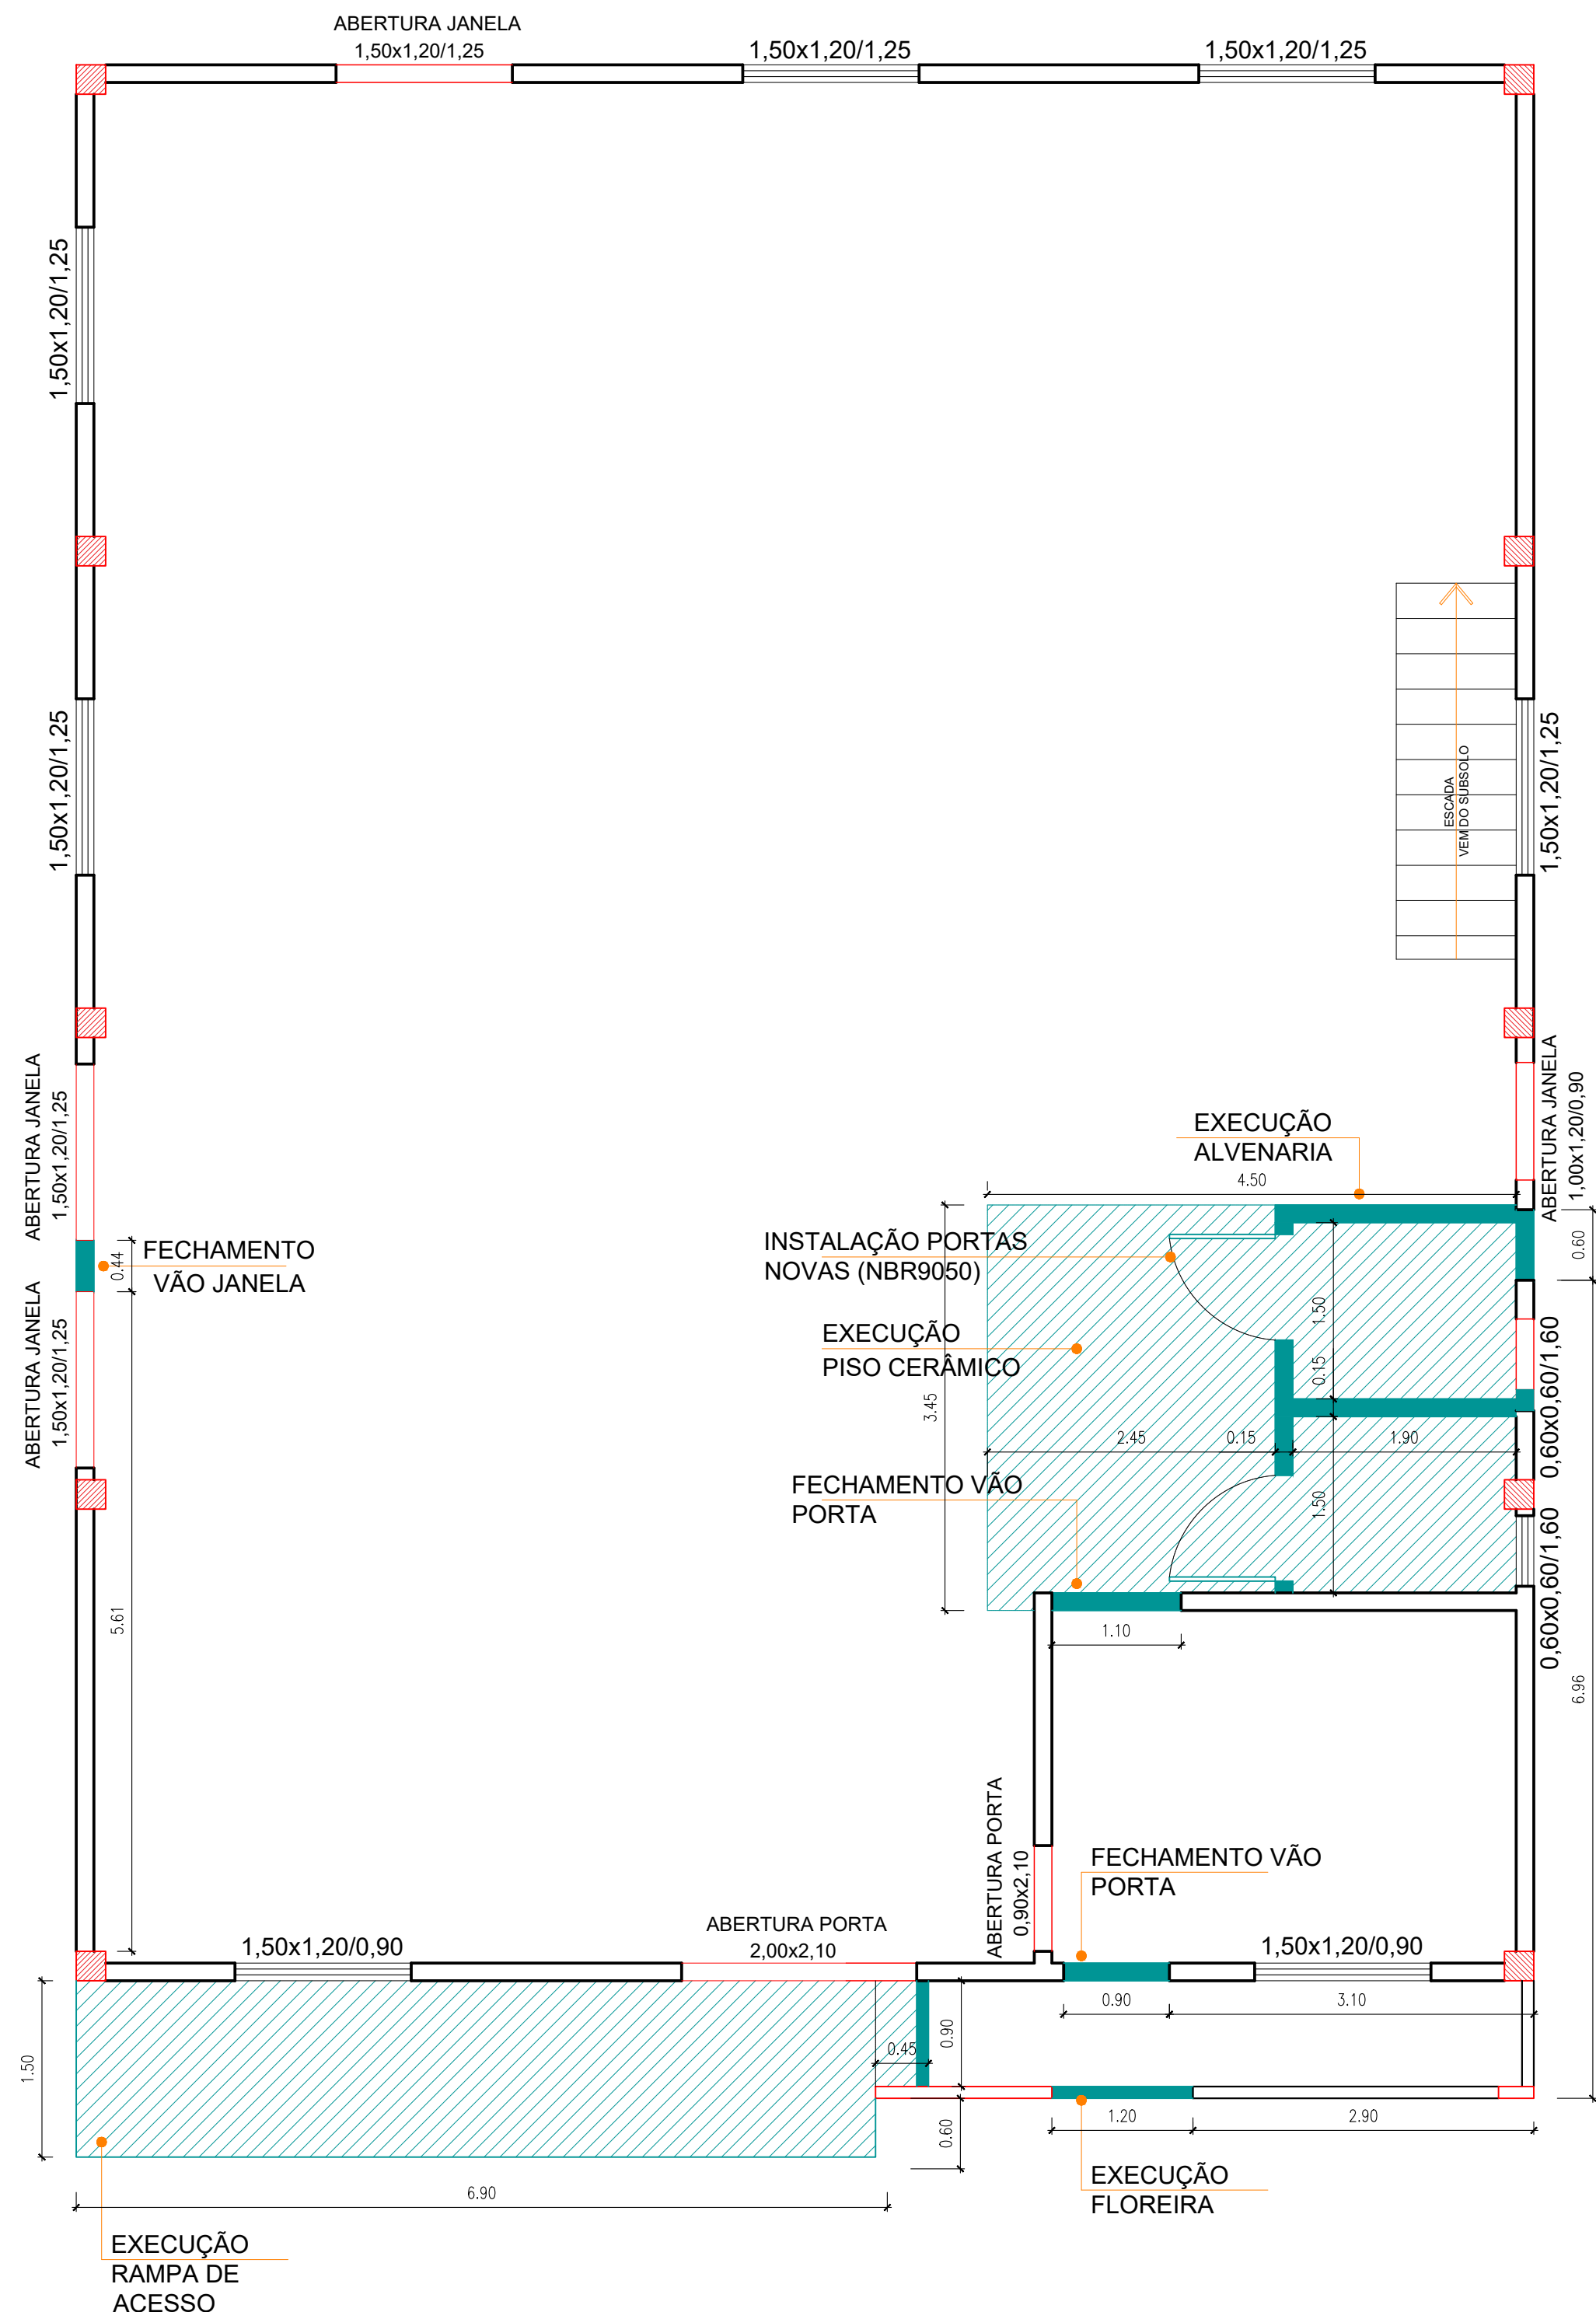 ABERTURA JANELA
1,50x1,20/1,25
1,50x1,20/1,25
1,50x1,20/1,25
1,50x1,20/1,25
1,50x1,20/1,25
1,50x1,20/1,25
ESCADA
VEM DO SUBSOLO
ABERTURA JANELA
1,50x1,20/1,25
ABERTURA JANELA
1,00x1,20/0,90
EXECUÇÃO
ALVENARIA
4.50
0.60
FECHAMENTO
VÃO JANELA
0.44
INSTALAÇÃO PORTAS
NOVAS (NBR9050)
ABERTURA JANELA
1,50x1,20/1,25
EXECUÇÃO
PISO CERÂMICO
3.45
1.50
0.15
0,60x0,60/1,60
2.45
0.15
1.90
FECHAMENTO VÃO
PORTA
1.50
0,60x0,60/1,60
5.61
1.10
6.96
ABERTURA PORTA
0,90x2,10
FECHAMENTO VÃO
PORTA
ABERTURA PORTA
2,00x2,10
1,50x1,20/0,90
1,50x1,20/0,90
0.90
3.10
1.50
0.45
0.90
0.60
1.20
2.90
EXECUÇÃO
FLOREIRA
6.90
EXECUÇÃO
RAMPA DE
ACESSO